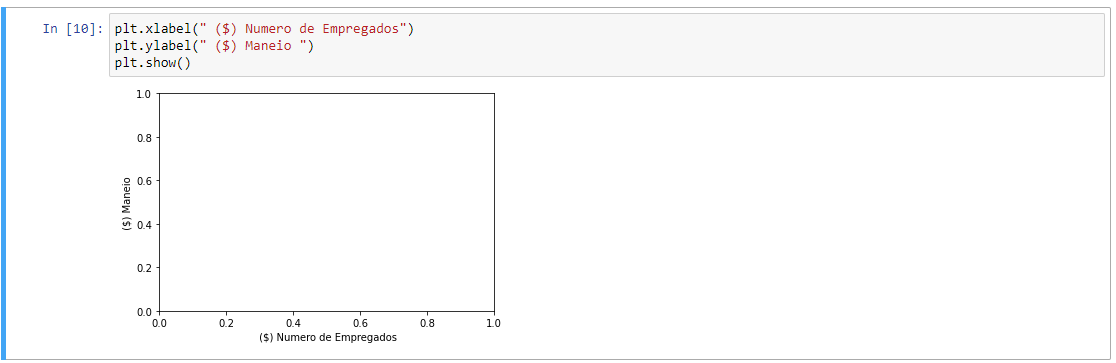 In [10]: plt.xlabel(" ($) Numero de Empregados")
plt.ylabel(" ($) Maneio ")
plt.show()
1.0
0.8
0.6
0.4
0.2
0.0
($) Maneio
0.0 0.2 0.4 0.6 0.8 1.0
($) Numero de Empregados